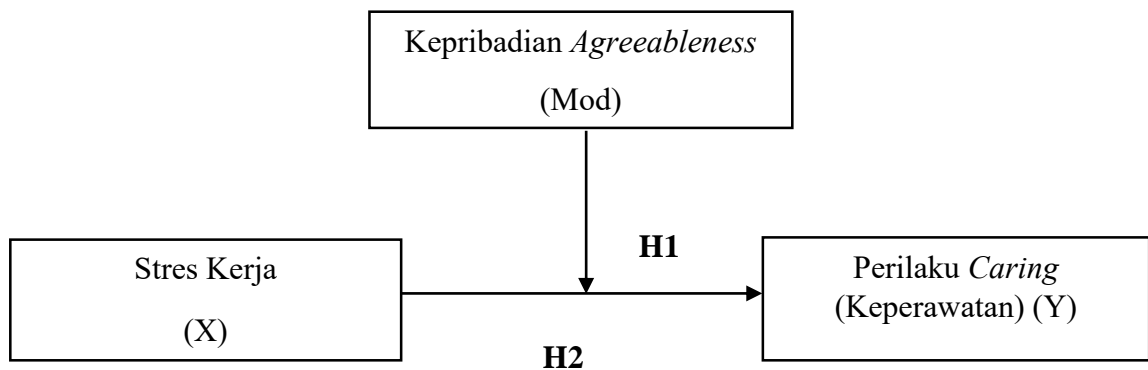 Kepribadian Agreeableness
(Mod)
H1
Stres Kerja
(X)
Perilaku Caring
(Keperawatan) (Y)
H2